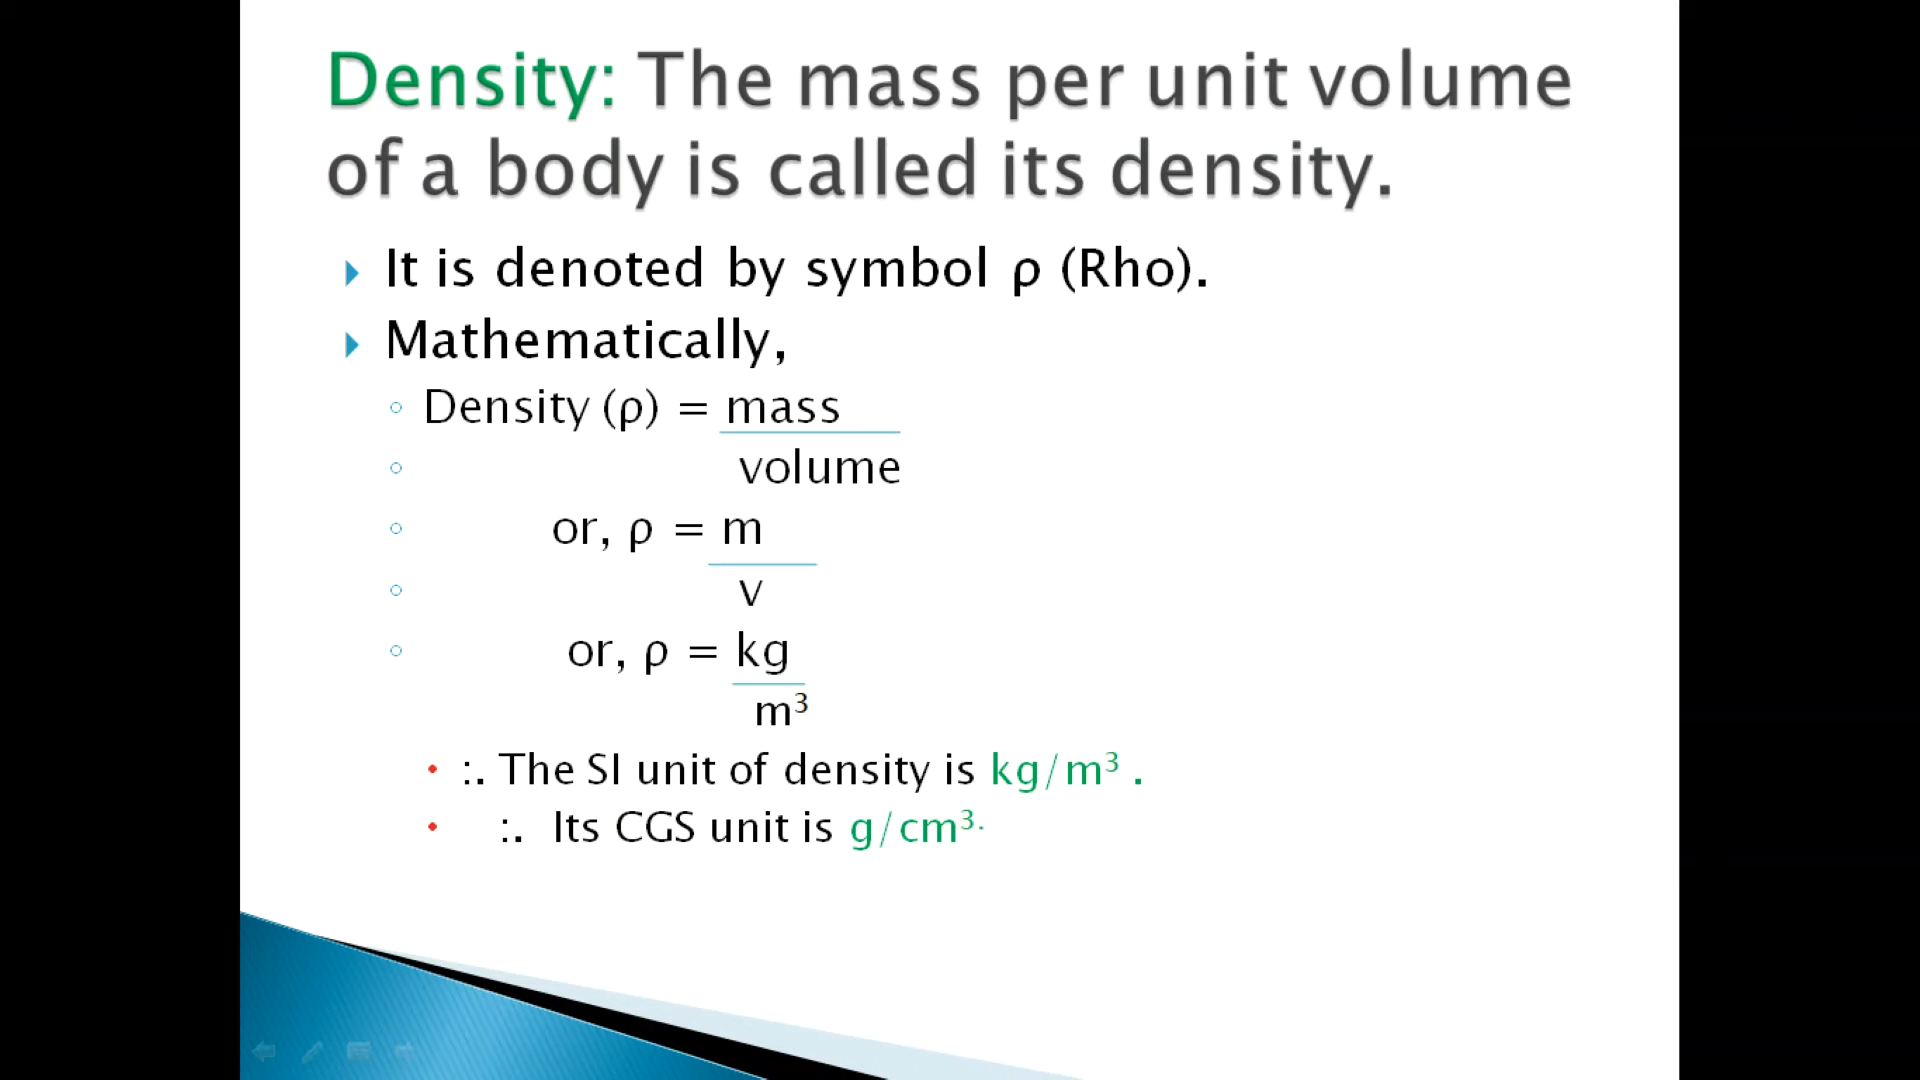 Density: The mass per unit volume
of a body is called its density.
It is denoted by symbol ρ (Rho).
Mathematically,
Density (ρ) = mass
volume
or, ρ = m
v
or, ρ = kg
m³
:. The SI unit of density is kg/m³ .
:. Its CGS unit is g/cm³.